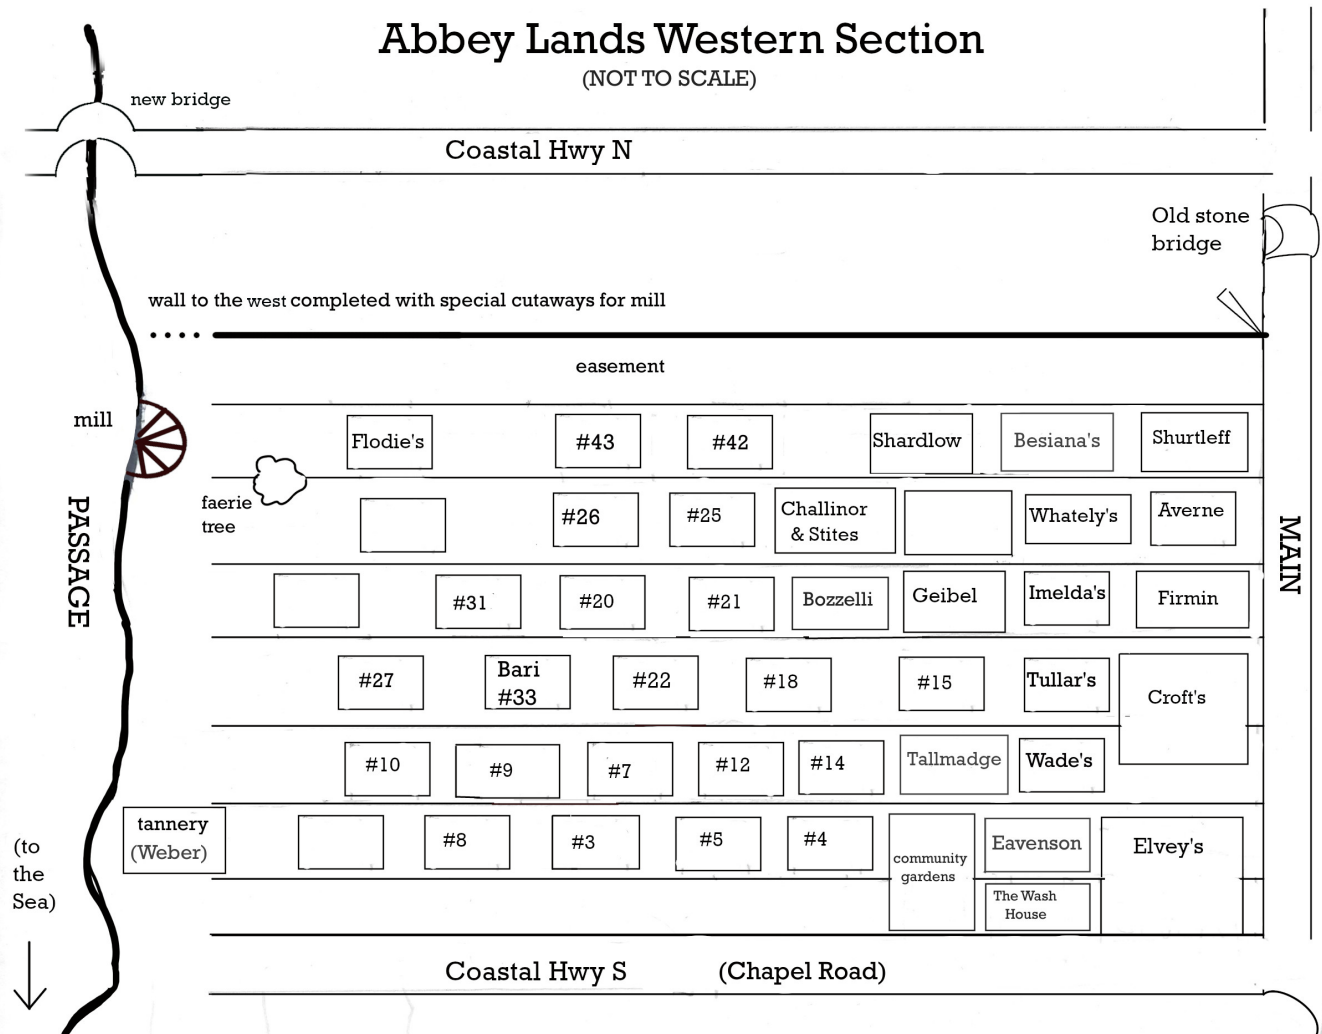 Abbey Lands Western Section
(NOT TO SCALE)
new bridge
Coastal Hwy N
Old stone
bridge
wall to the west completed with special cutaways for mill
easement
mill
Flodie's
#43
#42
Shardlow
Besiana's
Shurtleff
faerie
tree
#26
#25
Challinor
& Stites
Whately's
Averne
PASSAGE
MAIN
#31
#20
#21
Bozzelli
Geibel
Imelda's
Firmin
#27
Bari
#33
#22
#18
#15
Tullar's
Croft's
#10
#9
#7
#12
#14
Tallmadge
Wade's
tannery
(Weber)
#8
#3
#5
#4
community
gardens
Eavenson
The Wash
House
Elvey's
(to
the
Sea)
Coastal Hwy S (Chapel Road)